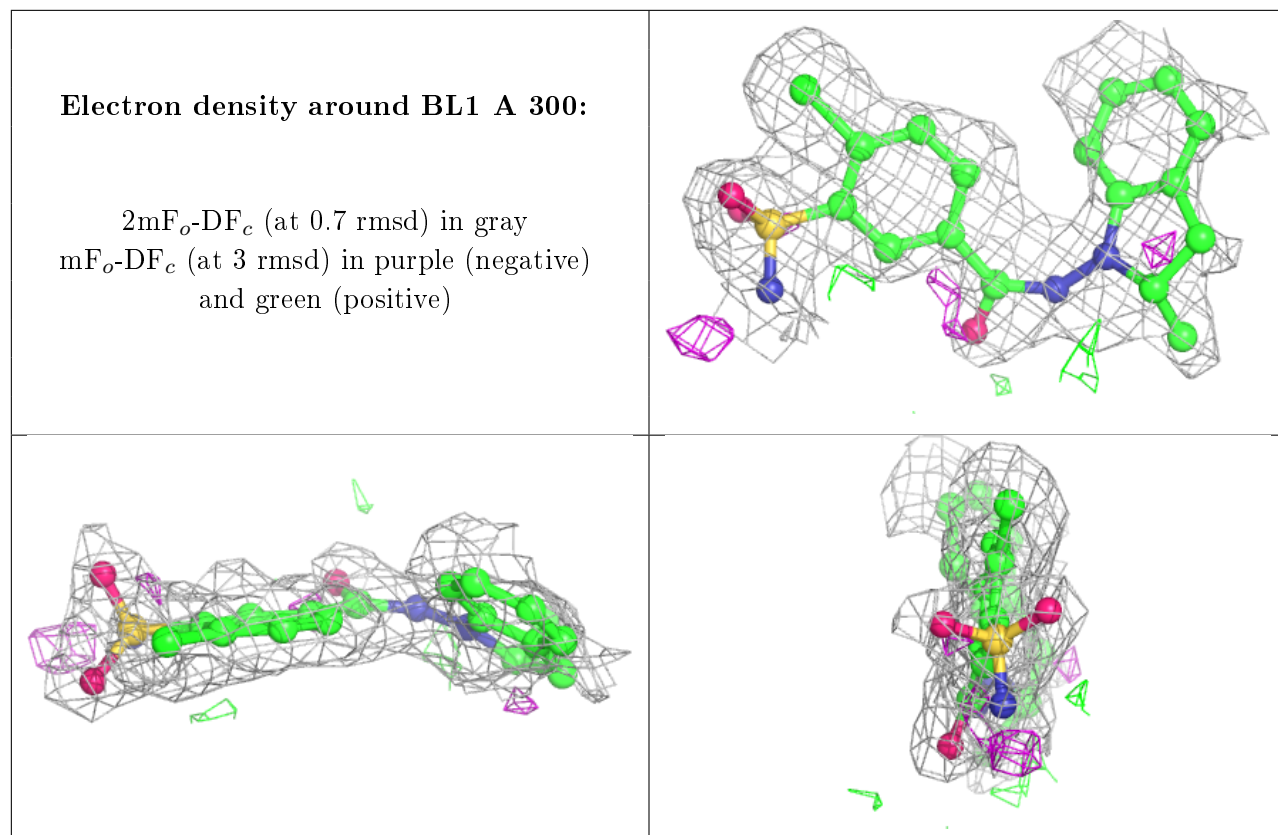 Electron density around BL1 A 300:
2mFo-DFc (at 0.7 rmsd) in gray
mFo-DFc (at 3 rmsd) in purple (negative)
and green (positive)